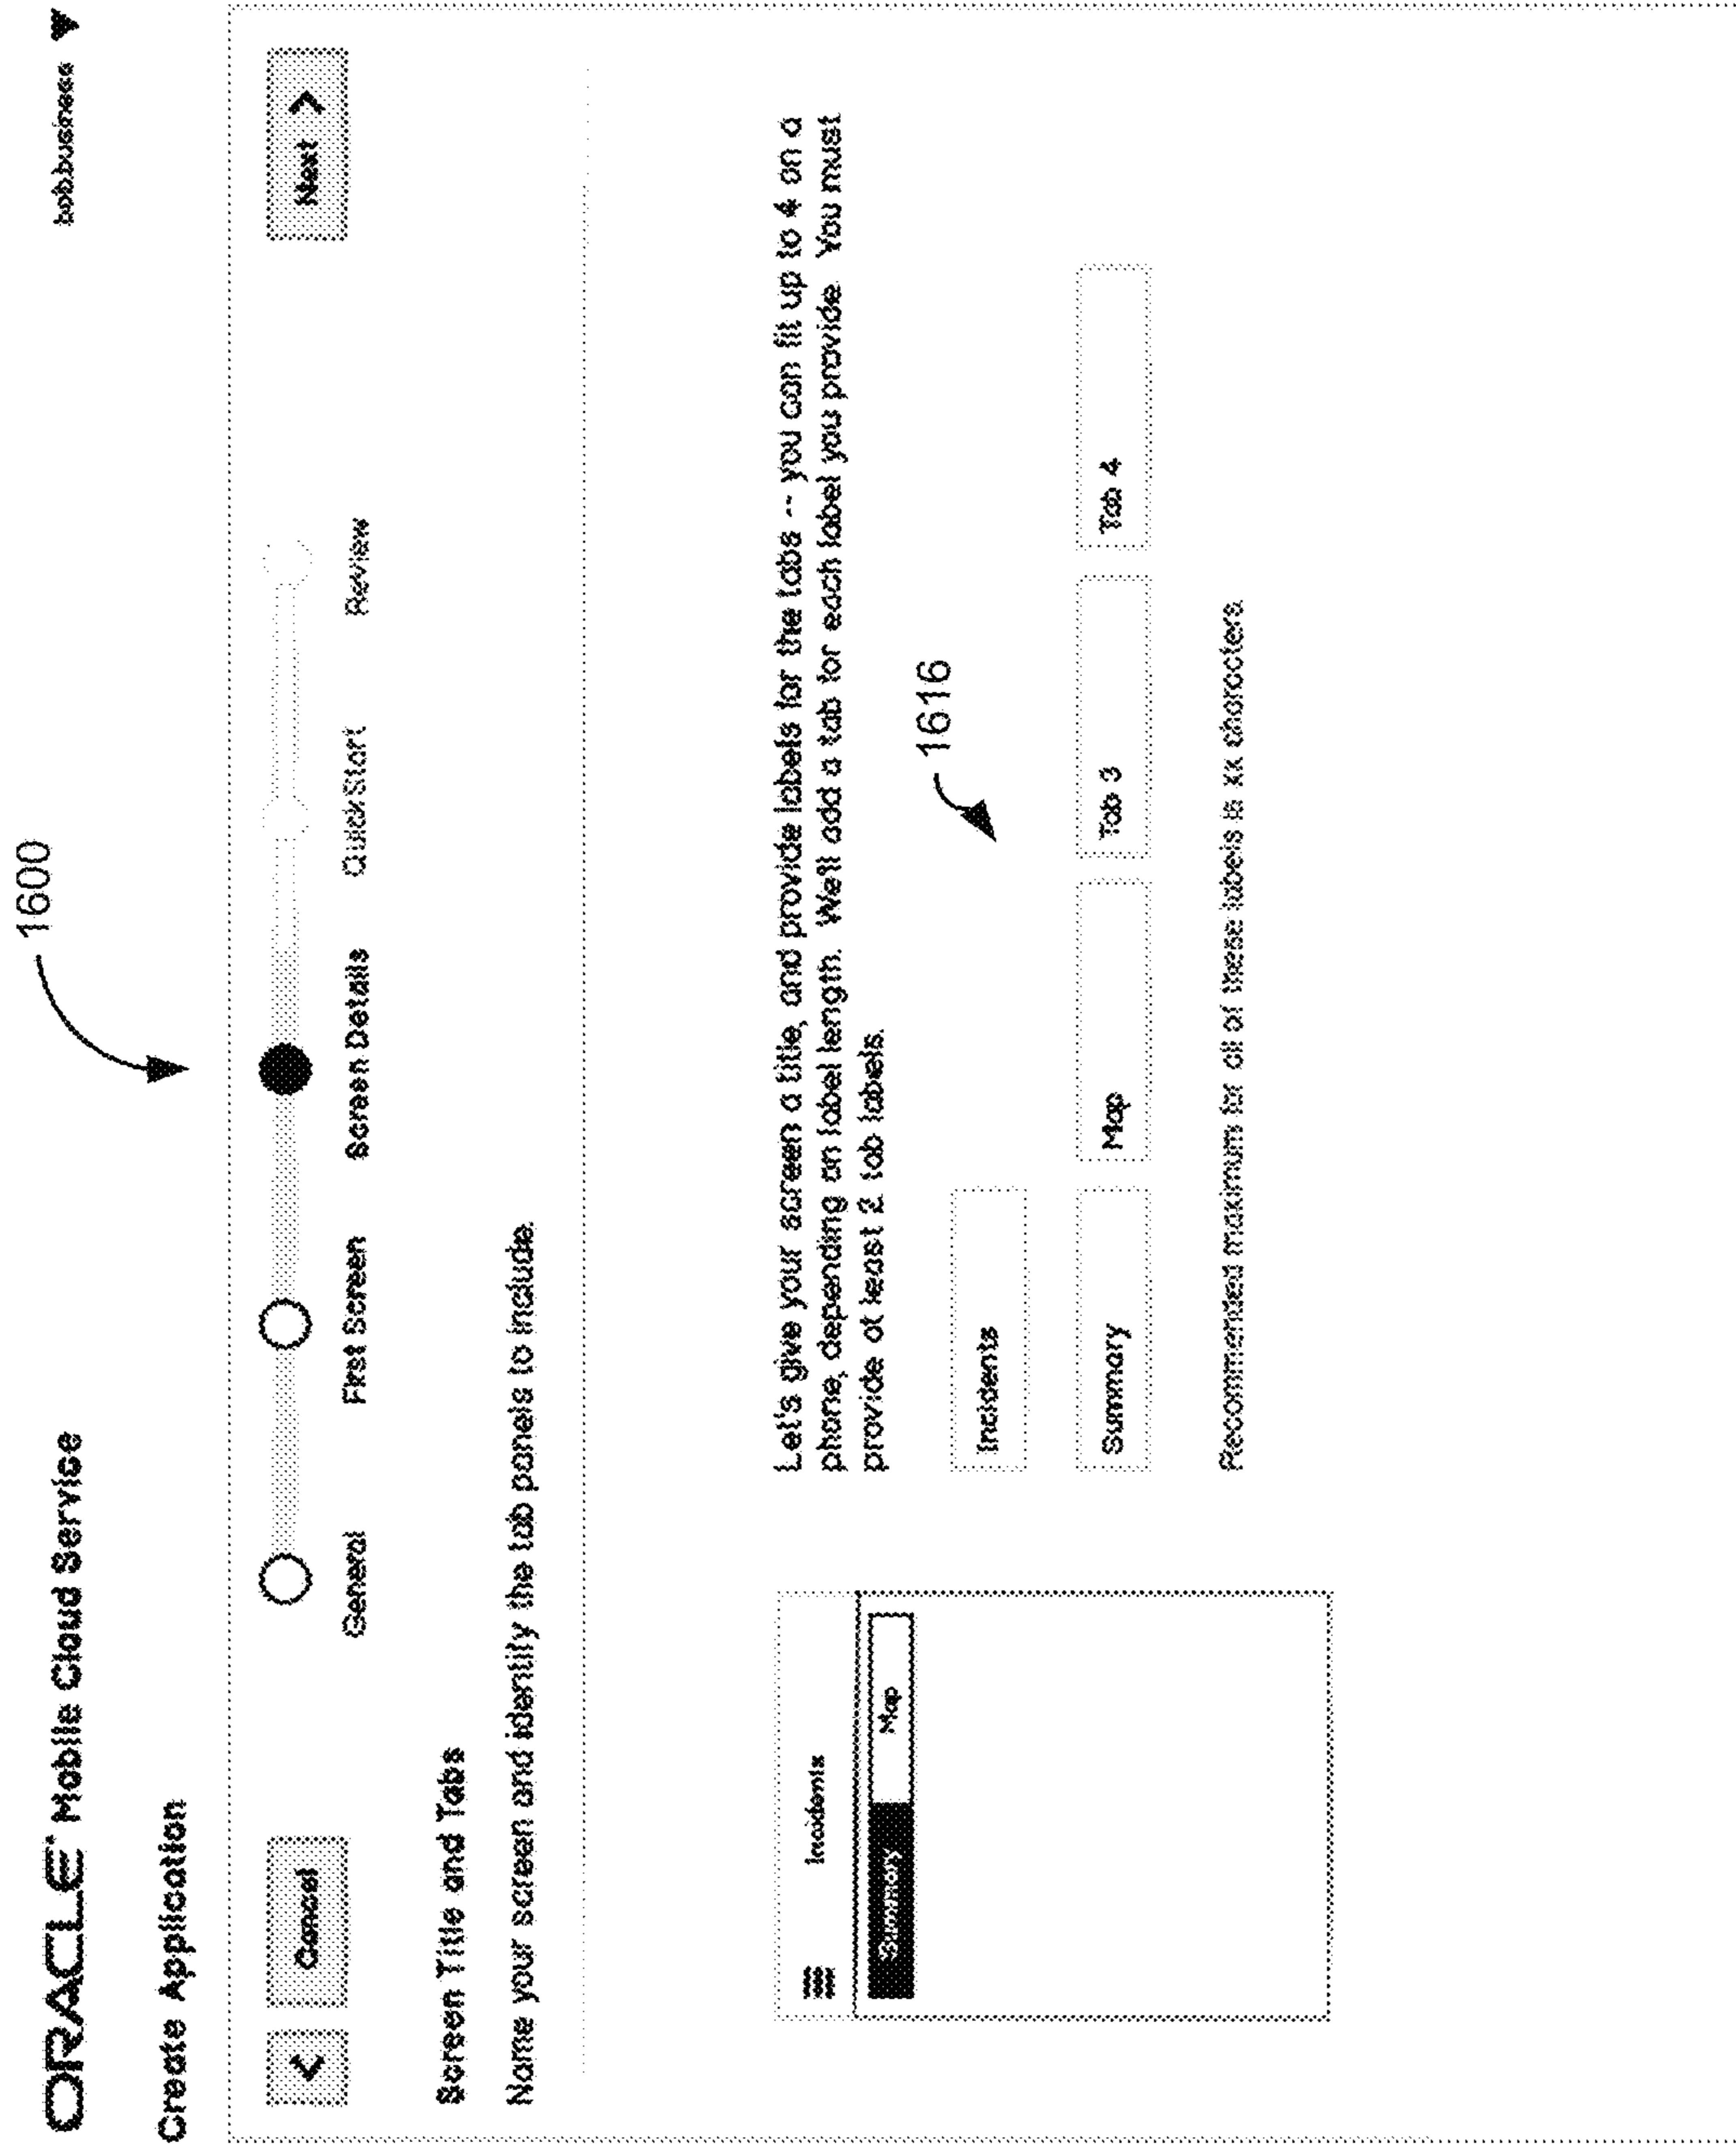 1600
ORACLE Mobile Cloud Service
bobbusiness
Create Application
Cancel
Next
General
First Screen
Screen Details
QuickStart
Review
Screen Title and Tabs
Name your screen and identify the tab panels to include.
Incidents
Summary
Map
Let's give your screen a title, and provide labels for the tabs -- you can fit up to 4 on a
phone, depending on label length. We'll add a tab for each label you provide. You must
provide at least 2 tab labels.
1616
Incidents
Summary
Map
Tab 3
Tab 4
Recommended maximum for all of these labels is xx characters.